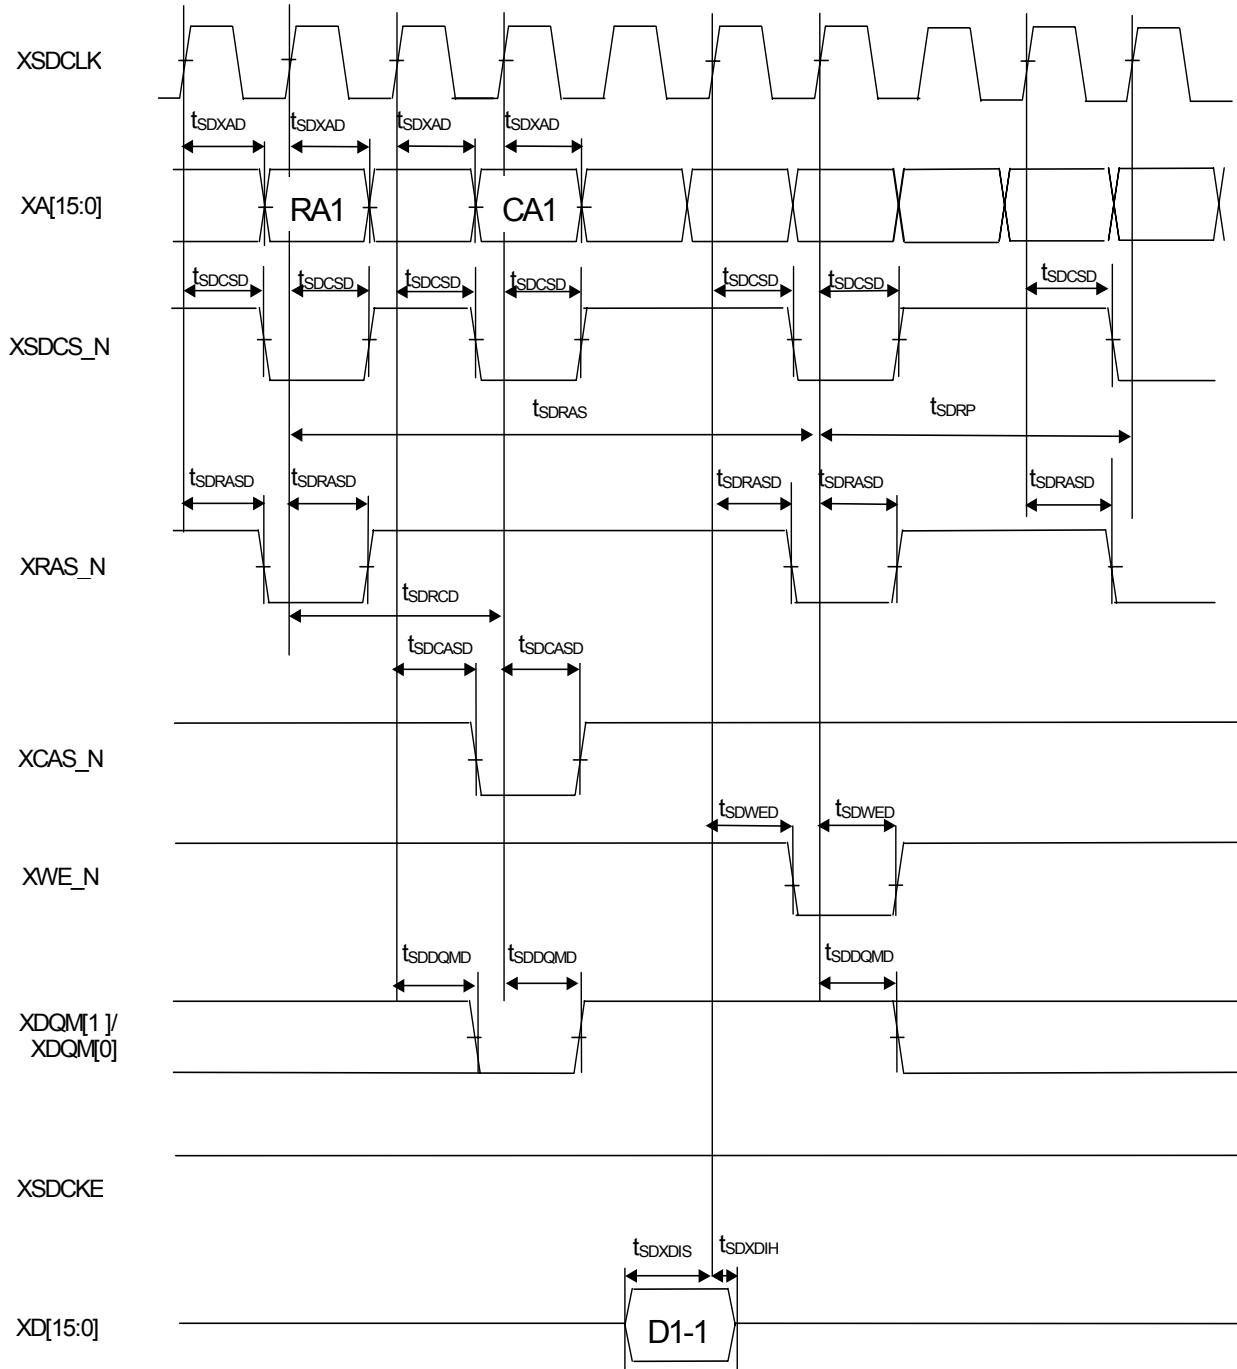 XSDCLK
tSDXAD tSDXAD tSDXAD tSDXAD
XA[15:0] RA1 CA1
tSDCSD tSDCSD tSDCSD tSDCSD tSDCSD tSDCSD tSDCSD
XSDCS_N
tSDRAS tSDRP
tSDRASD tSDRASD tSDRASD tSDRASD tSDRASD
XRAS_N
tSDRCD
tSDCASD tSDCASD
XCAS_N
tSDWED tSDWED
XWE_N
tSDDQMD tSDDQMD tSDDQMD
XDQM[1 ]/
XDQM[0]
XSDCKE
tSDXDIS tSDXDIH
XD[15:0] D1-1